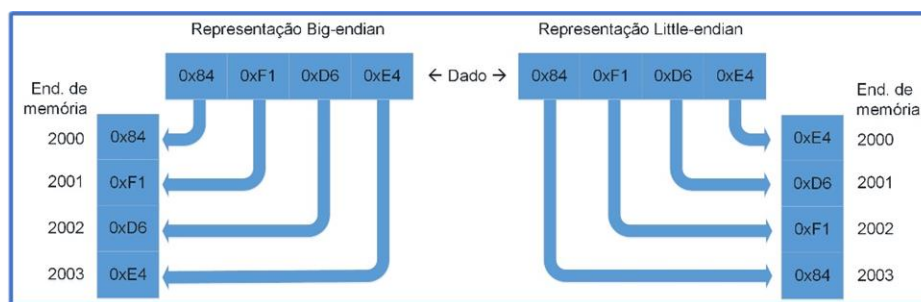 Representação Big-endian
Representação Little-endian
0x84 0xF1 0xD6 0xE4
← Dado →
0x84 0xF1 0xD6 0xE4
End. de
memória
End. de
memória
2000 0x84
0xE4 2000
2001 0xF1
0xD6 2001
2002 0xD6
0xF1 2002
2003 0xE4
0x84 2003